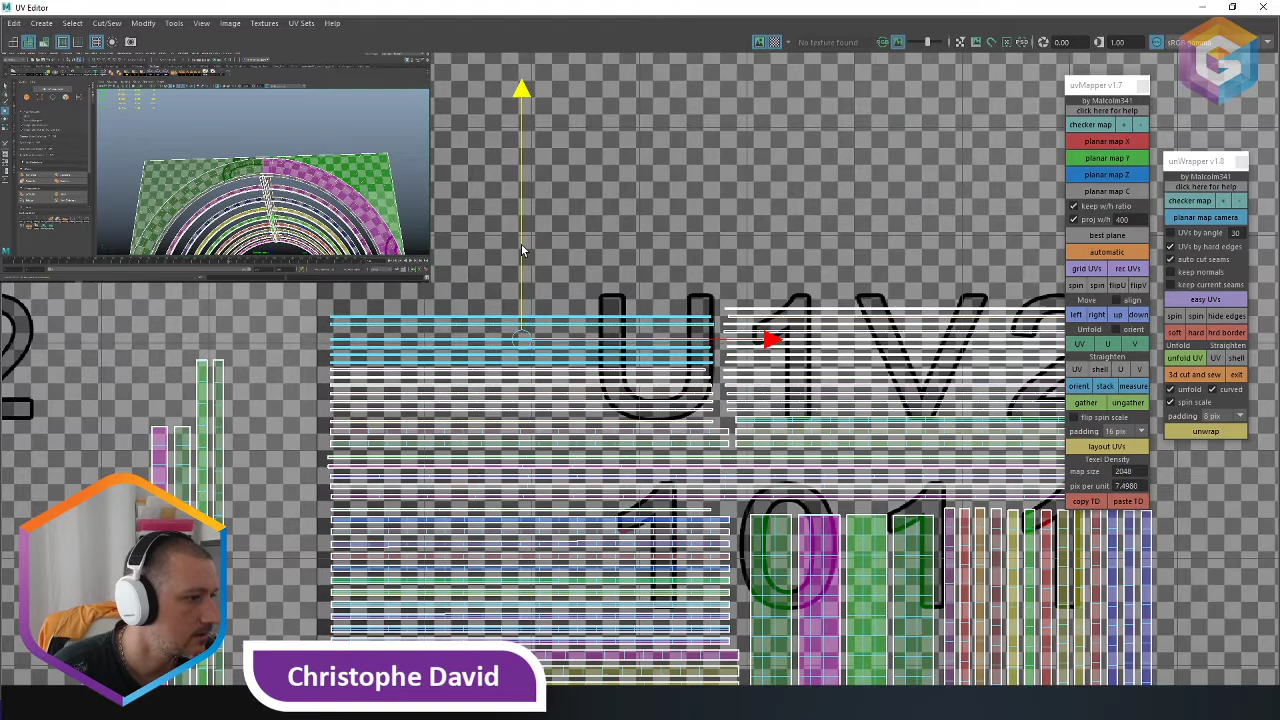 UV Editor
Edit Create Select Cut/Sew Modify Tools View Image Textures UV Sets Help
No texture found 0.00 1.00 sRGB gamma
uvMapper v1.7
by Malcolm341
click here for help
checker map + -
planar map X
planar map Y
planar map Z
planar map C
keep w/h ratio
proj w/h 400
best plane
automatic
grid UVs rec UVs
spin spin flipU flipV
Move align
left right up down
Unfold orient
UV U V
Straighten
UV shell U V
orient stack measure
gather ungather
flip spin scale
padding 16 pix
layout UVs
Texel Density
map size 2048
pix per unit 7.4980
copy TD paste TD
unWrapper v1.8
by Malcolm341
click here for help
checker map + -
planar map camera
UVs by angle 30
UVs by hard edges
auto cut seams
keep normals
keep current seams
easy UVs
spin spin hide edges
soft hard hrd border
Unfold Straighten
unfold UV UV shell
3d cut and sew exit
unfold curved
spin scale
padding 8 pix
unwrap
U1V2
Christophe David